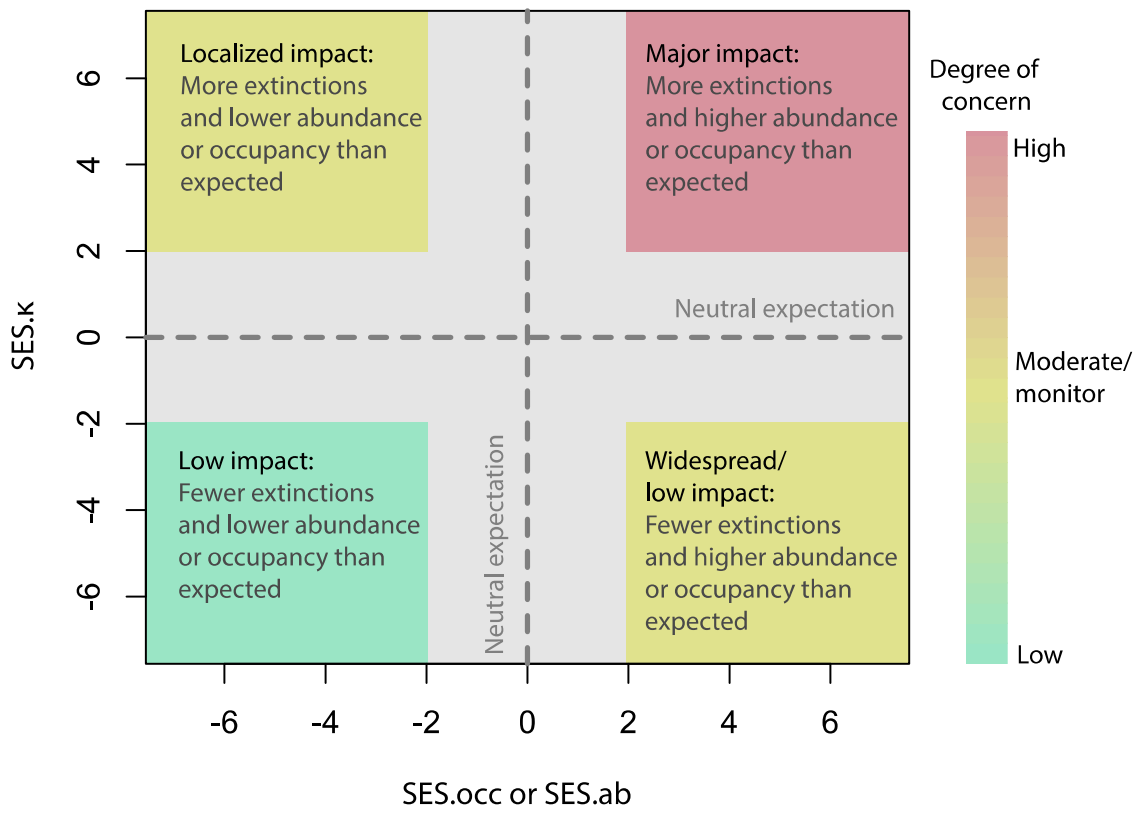 Localized impact:
More extinctions
and lower abundance
or occupancy than
expected
Major impact:
More extinctions
and higher abundance
or occupancy than
expected
Degree of
concern
High
Moderate/
monitor
Low
Neutral expectation
Low impact:
Fewer extinctions
and lower abundance
or occupancy than
expected
Neutral expectation
Widespread/
low impact:
Fewer extinctions
and higher abundance
or occupancy than
expected
SES.κ
6
4
2
0
-2
-4
-6
-6
-4
-2
0
2
4
6
SES.occ or SES.ab